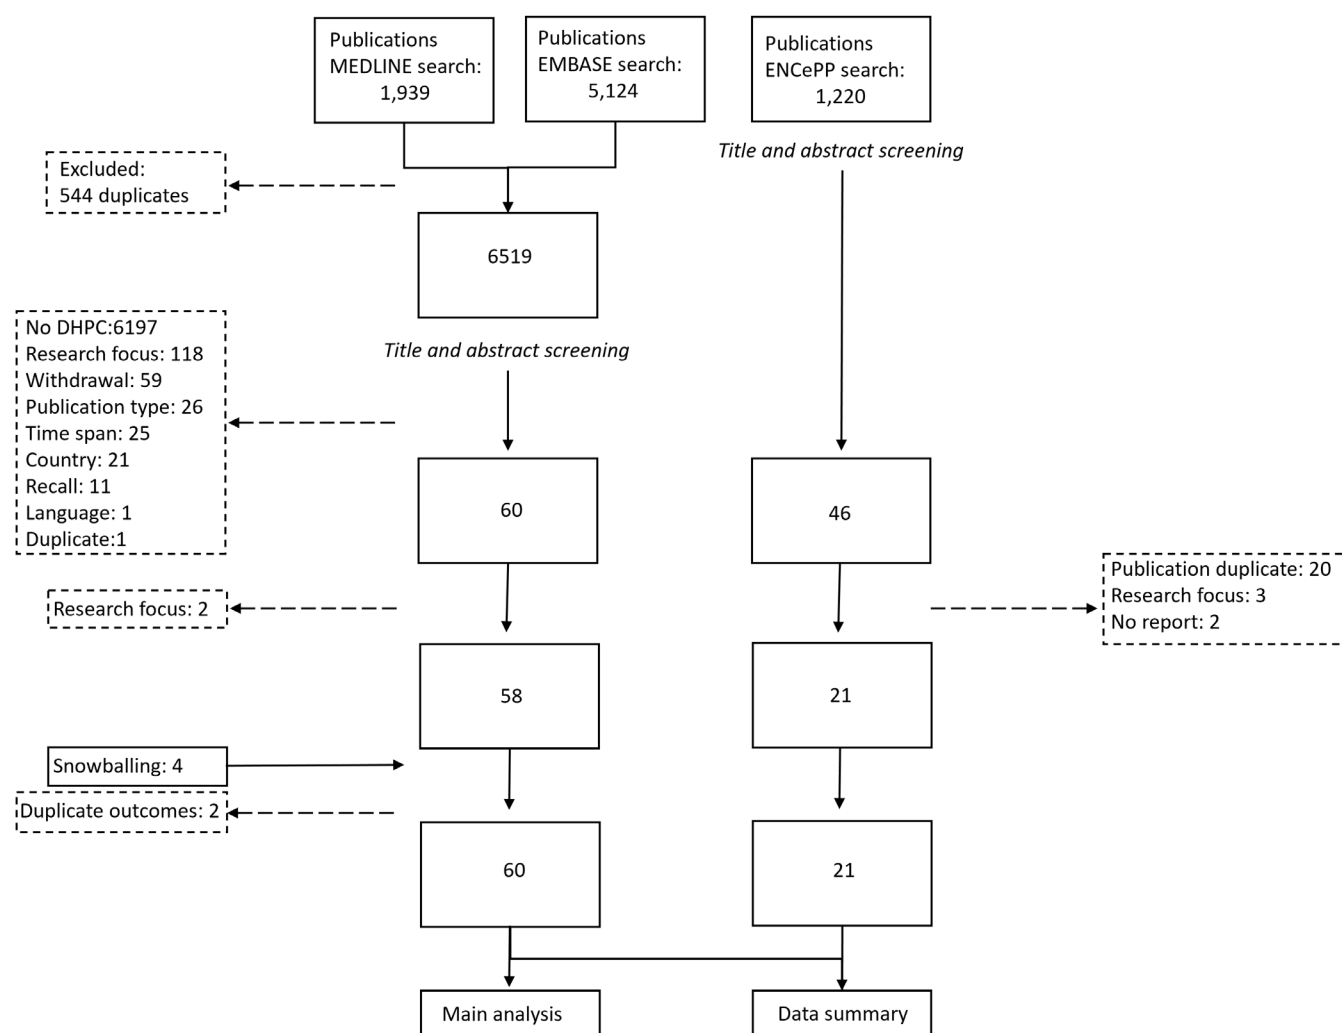 Publications
MEDLINE search:
1,939
Publications
EMBASE search:
5,124
Publications
ENCePP search:
1,220
Title and abstract screening
Excluded:
544 duplicates
6519
No DHPC:6197
Research focus: 118
Withdrawal: 59
Publication type: 26
Time span: 25
Country: 21
Recall: 11
Language: 1
Duplicate:1
Title and abstract screening
60
46
Publication duplicate: 20
Research focus: 3
No report: 2
Research focus: 2
58
21
Snowballing: 4
Duplicate outcomes: 2
60
21
Main analysis
Data summary